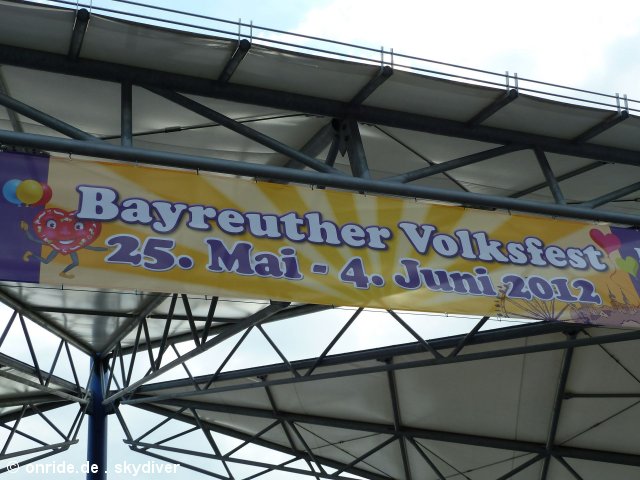 Bayreuther Volksfest
25. Mai - 4. Juni 2012
© onride.de . skydiver